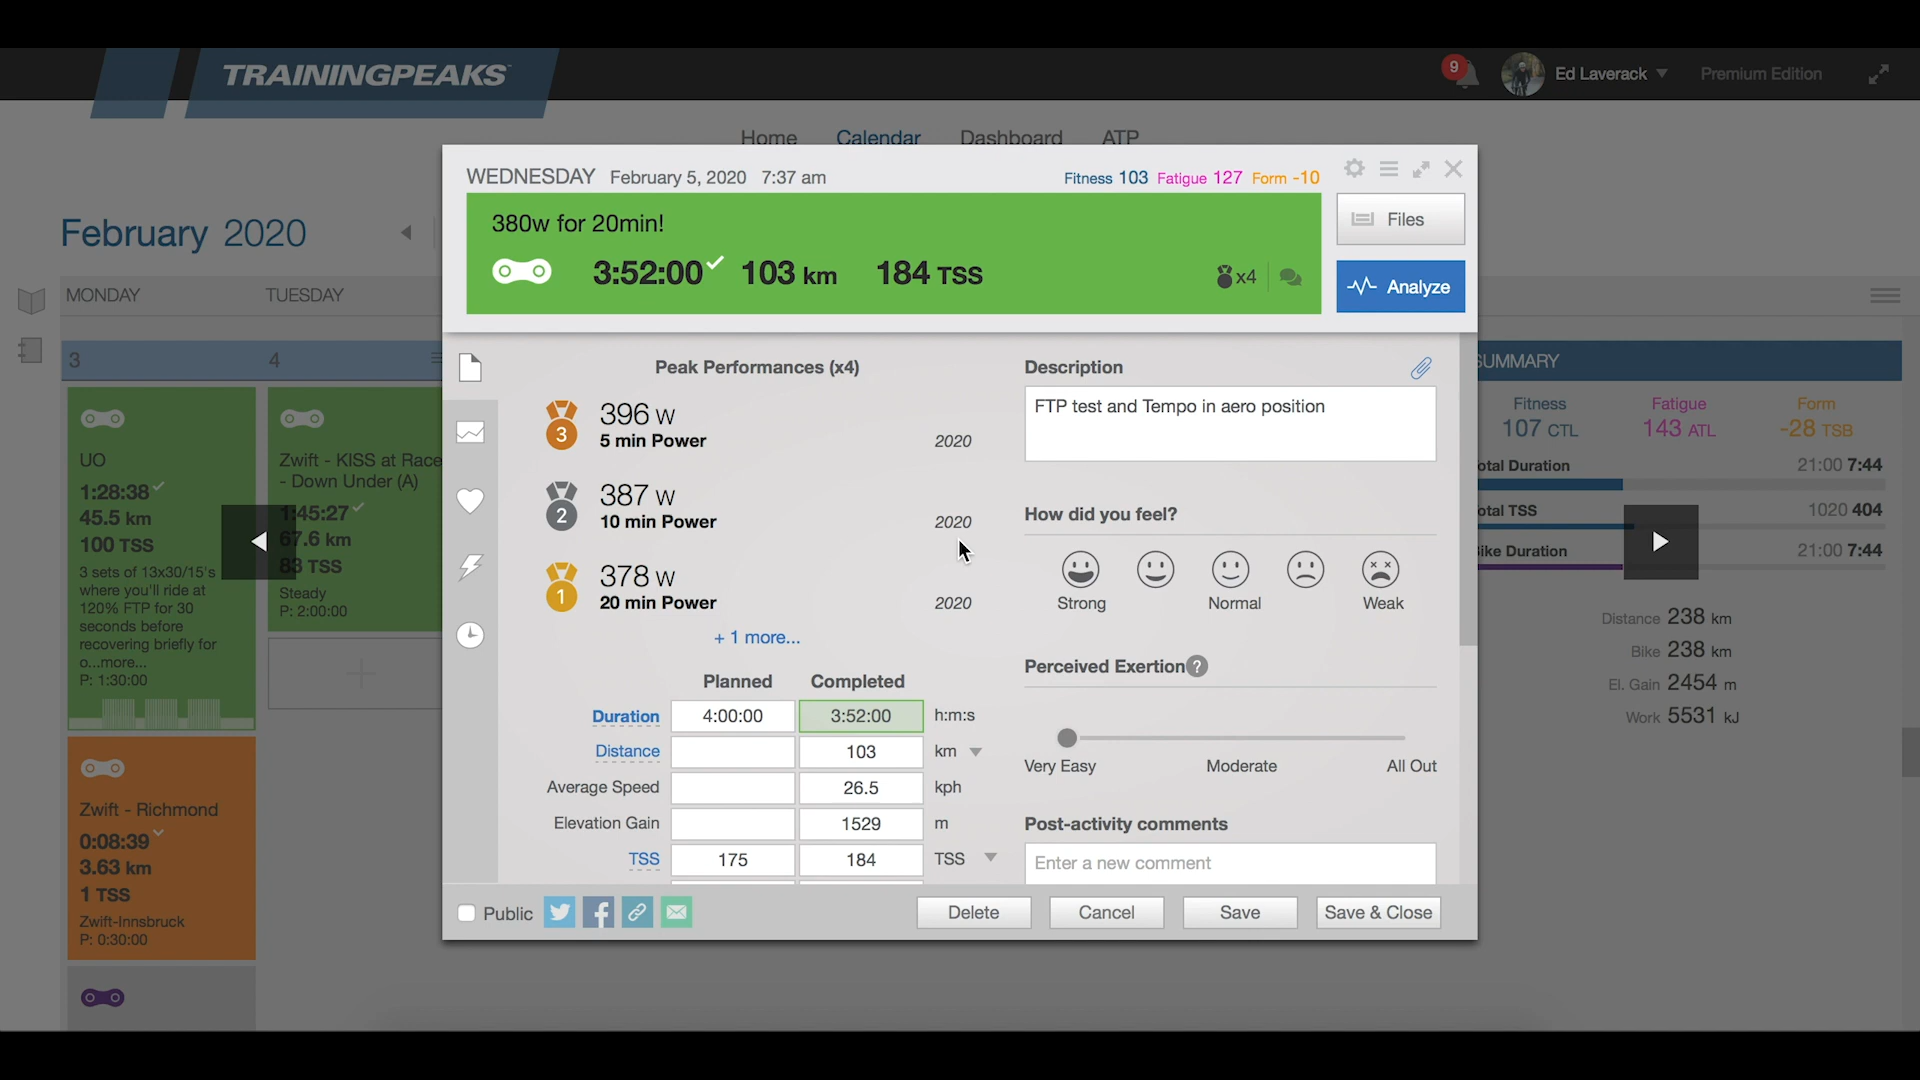 TRAININGPEAKS
9
Ed Laverack
Premium Edition
Home Calendar Dashboard ATP
February 2020
MONDAY
TUESDAY
3
4
UO
1:28:38
45.5 km
100 TSS
3 sets of 13x30/15's
where you'll ride at
120% FTP for 30
seconds before
recovering briefly for
o...more...
P: 1:30:00
Zwift - KISS at Race
- Down Under (A)
1:45:27
67.6 km
83 TSS
Steady
P: 2:00:00
Zwift - Richmond
0:08:39
3.63 km
1 TSS
Zwift-Innsbruck
P: 0:30:00
WEDNESDAY February 5, 2020 7:37 am
Fitness 103 Fatigue 127 Form -10
380w for 20min!
3:52:00 103 km 184 TSS
x4
Files
Analyze
Peak Performances (x4)
3
396 W
5 min Power
2020
2
387 W
10 min Power
2020
1
378 W
20 min Power
2020
+ 1 more...
Planned Completed
Duration 4:00:00 3:52:00 h:m:s
Distance 103 km
Average Speed 26.5 kph
Elevation Gain 1529 m
TSS 175 184 TSS
Description
FTP test and Tempo in aero position
How did you feel?
Strong Normal Weak
Perceived Exertion ?
Very Easy Moderate All Out
Post-activity comments
Enter a new comment
Public
Delete
Cancel
Save
Save & Close
SUMMARY
Fitness Fatigue Form
107 CTL 143 ATL -28 TSB
otal Duration 21:00 7:44
otal TSS 1020 404
ike Duration 21:00 7:44
Distance 238 km
Bike 238 km
El. Gain 2454 m
Work 5531 kJ